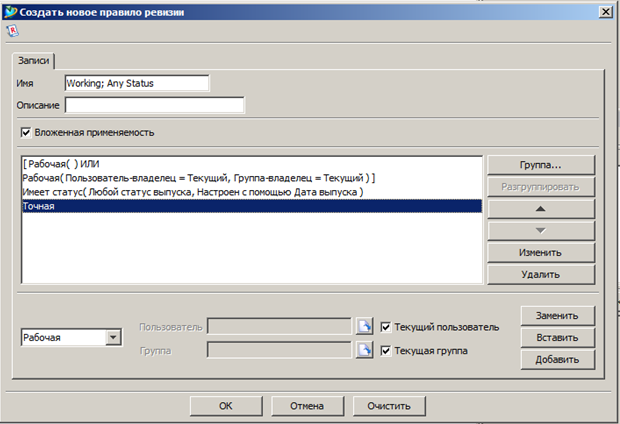 Создать новое правило ревизии
Записи
Имя Working; Any Status
Описание
Вложенная применяемость
[ Рабочая( ) ИЛИ
Рабочая( Пользователь-владелец = Текущий, Группа-владелец = Текущий ) ]
Имеет статус( Любой статус выпуска, Настроен с помощью Дата выпуска )
Точная
Группа...
Разгруппировать
Изменить
Удалить
Рабочая
Пользователь Текущий пользователь
Группа Текущая группа
Заменить
Вставить
Добавить
ОК Отмена Очистить